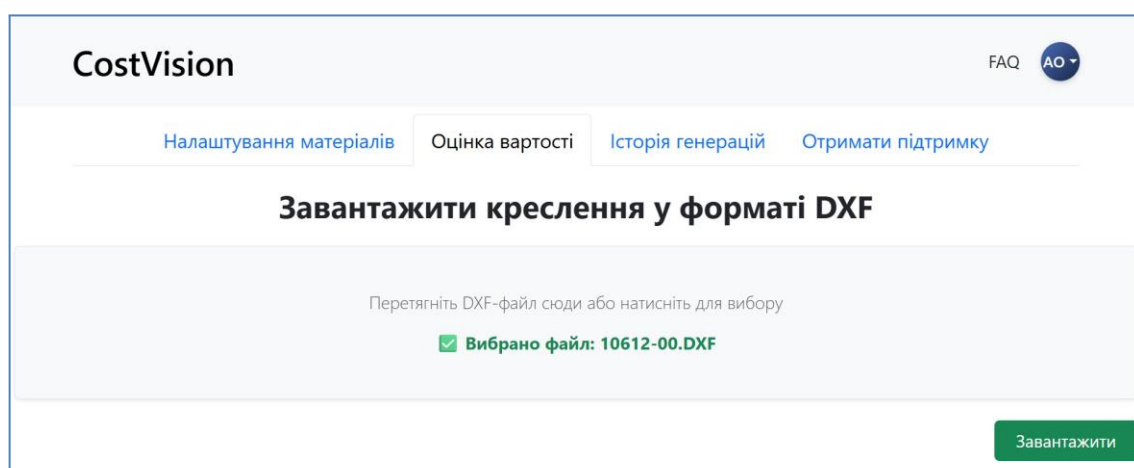 CostVision
FAQ АО
Налаштування матеріалів Оцінка вартості Історія генерацій Отримати підтримку
Завантажити креслення у форматі DXF
Перетягніть DXF-файл сюди або натисніть для вибору
✅ Вибрано файл: 10612-00.DXF
Завантажити